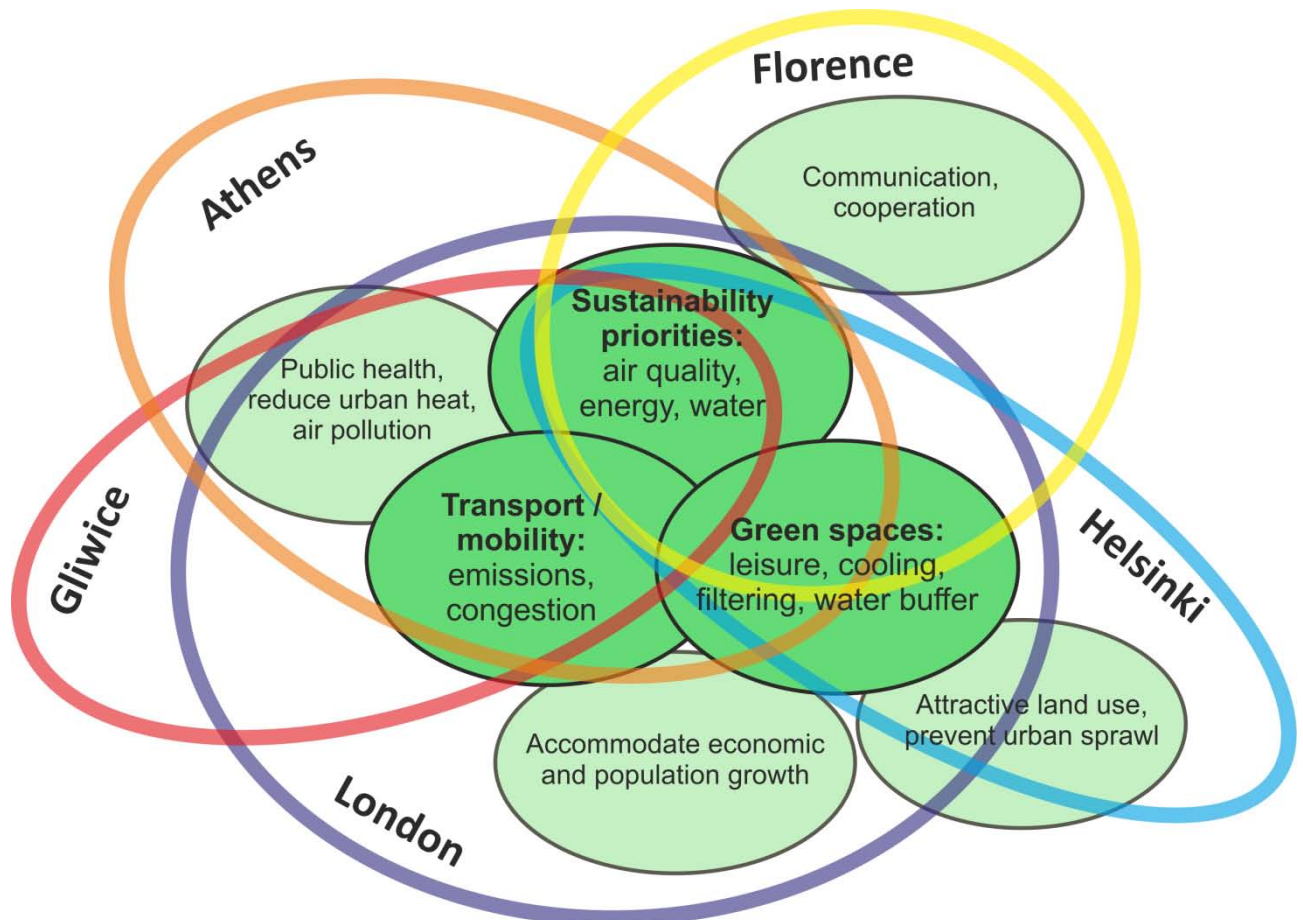 Florence
Athens
Communication,
cooperation
Sustainability
priorities:
air quality,
energy, water
Public health,
reduce urban heat,
air pollution
Gliwice
Transport /
mobility:
emissions,
congestion
Green spaces:
leisure, cooling,
filtering, water buffer
Helsinki
Attractive land use,
prevent urban sprawl
Accommodate economic
and population growth
London